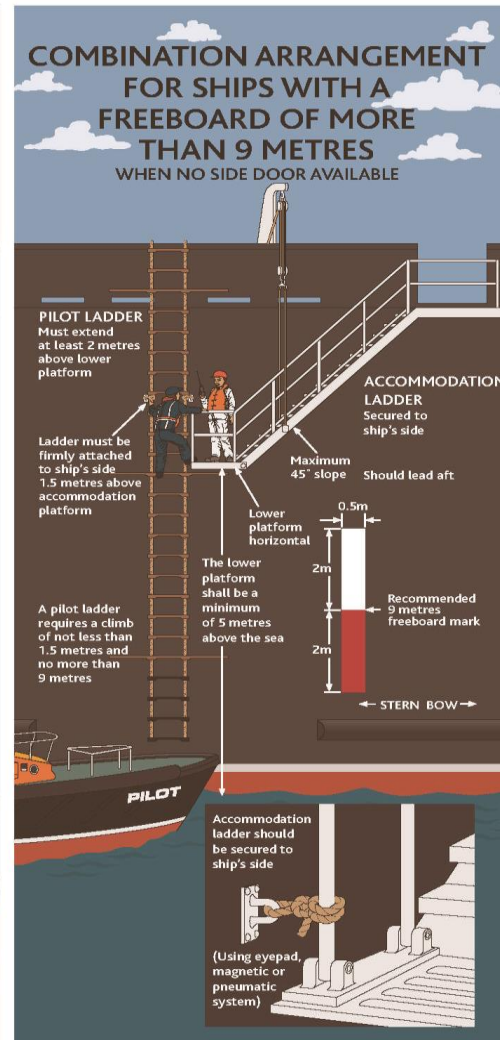 COMBINATION ARRANGEMENT
FOR SHIPS WITH A
FREEBOARD OF MORE
THAN 9 METRES
WHEN NO SIDE DOOR AVAILABLE
PILOT LADDER
Must extend
at least 2 metres
above lower
platform
Ladder must be
firmly attached
to ship's side
1.5 metres above
accommodation
platform
ACCOMMODATION
LADDER
Secured to
ship's side
Maximum
45° slope
Should lead aft
Lower
platform
horizontal
The lower
platform
shall be a
minimum
of 5 metres
above the sea
A pilot ladder
requires a climb
of not less than
1.5 metres and
no more than
9 metres
0.5m
2m
2m
Recommended
9 metres
freeboard mark
STERN BOW
PILOT
Accommodation
ladder should
be secured to
ship's side
(Using eyepad,
magnetic or
pneumatic
system)